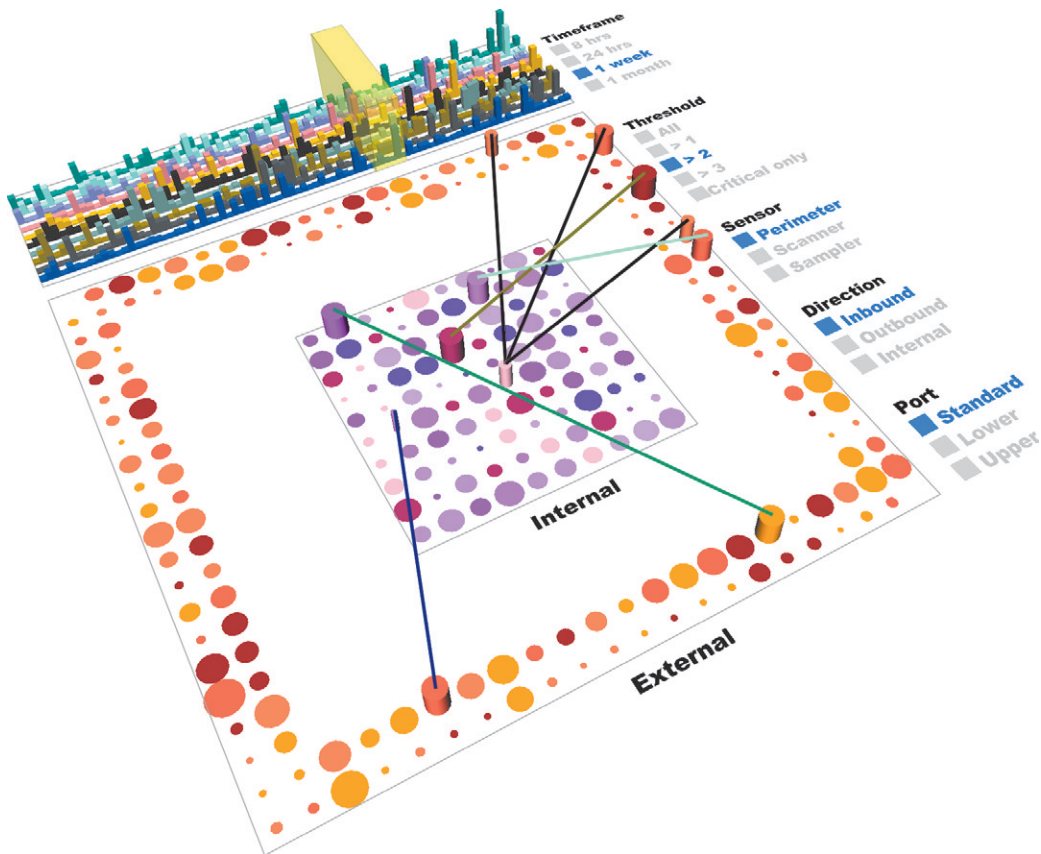 Timeframe
8 hrs
24 hrs
1 week
1 month
Threshold
All
> 1
> 2
> 3
Critical only
Sensor
Perimeter
Scanner
Sampler
Direction
Inbound
Outbound
Internal
Port
Standard
Lower
Upper
Internal
External